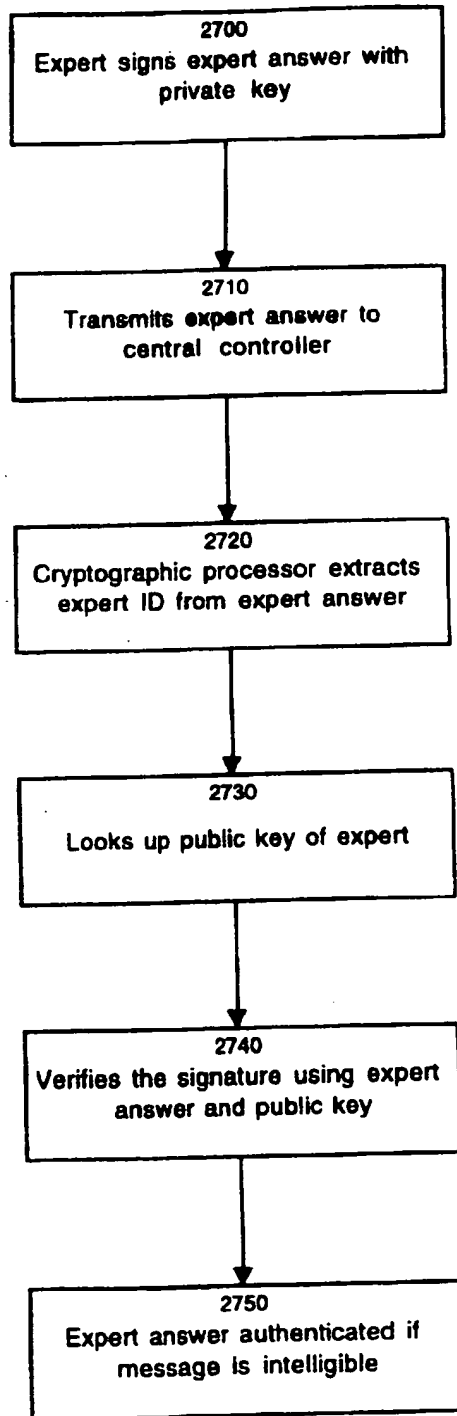 2700
Expert signs expert answer with
private key
2710
Transmits expert answer to
central controller
2720
Cryptographic processor extracts
expert ID from expert answer
2730
Looks up public key of expert
2740
Verifies the signature using expert
answer and public key
2750
Expert answer authenticated if
message is intelligible